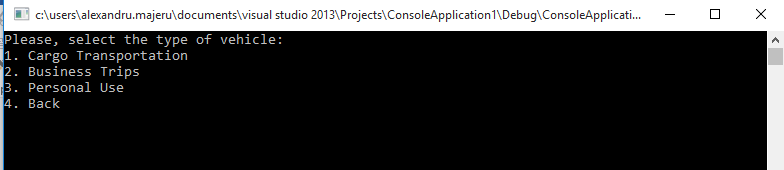 c:\users\alexandru.majeru\documents\visual studio 2013\Projects\ConsoleApplication1\Debug\ConsoleApplicati...
Please, select the type of vehicle:
1. Cargo Transportation
2. Business Trips
3. Personal Use
4. Back